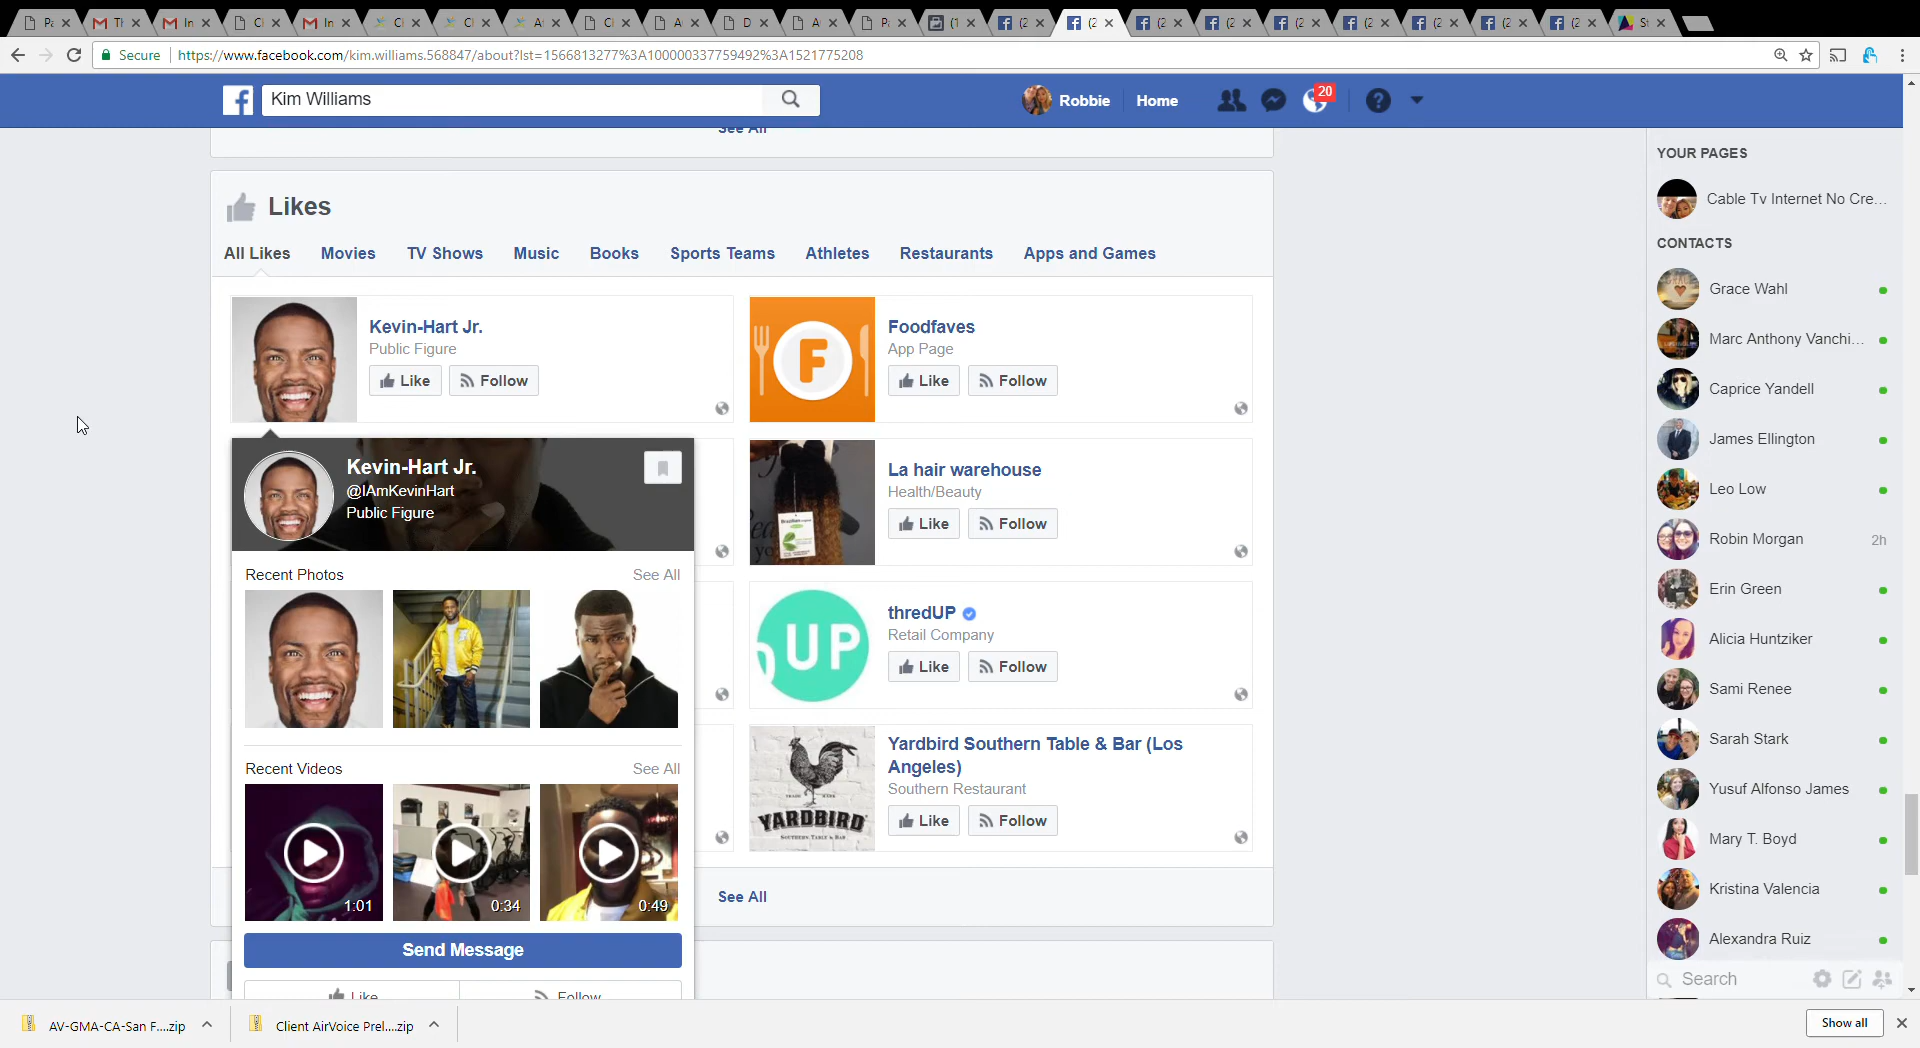 Secure
https://www.facebook.com/kim.williams.568847/about?lst=1566813277%3A100000337759492%3A1521775208
Kim Williams
Robbie
Home
20
See All
Likes
All Likes
Movies
TV Shows
Music
Books
Sports Teams
Athletes
Restaurants
Apps and Games
Kevin-Hart Jr.
Public Figure
Like
Follow
Foodfaves
App Page
Like
Follow
Kevin-Hart Jr.
@IAmKevinHart
Public Figure
Recent Photos
See All
Recent Videos
See All
1:01
0:34
0:49
Send Message
Like
Follow
La hair warehouse
Health/Beauty
Like
Follow
UP
thredUP
Retail Company
Like
Follow
YARDBIRD
Yardbird Southern Table & Bar (Los
Angeles)
Southern Restaurant
Like
Follow
See All
YOUR PAGES
Cable Tv Internet No Cre...
CONTACTS
Grace Wahl
Marc Anthony Vanchi...
Caprice Yandell
James Ellington
Leo Low
Robin Morgan
2h
Erin Green
Alicia Huntziker
Sami Renee
Sarah Stark
Yusuf Alfonso James
Mary T. Boyd
Kristina Valencia
Alexandra Ruiz
Search
AV-GMA-CA-San F....zip
Client AirVoice Prel....zip
Show all